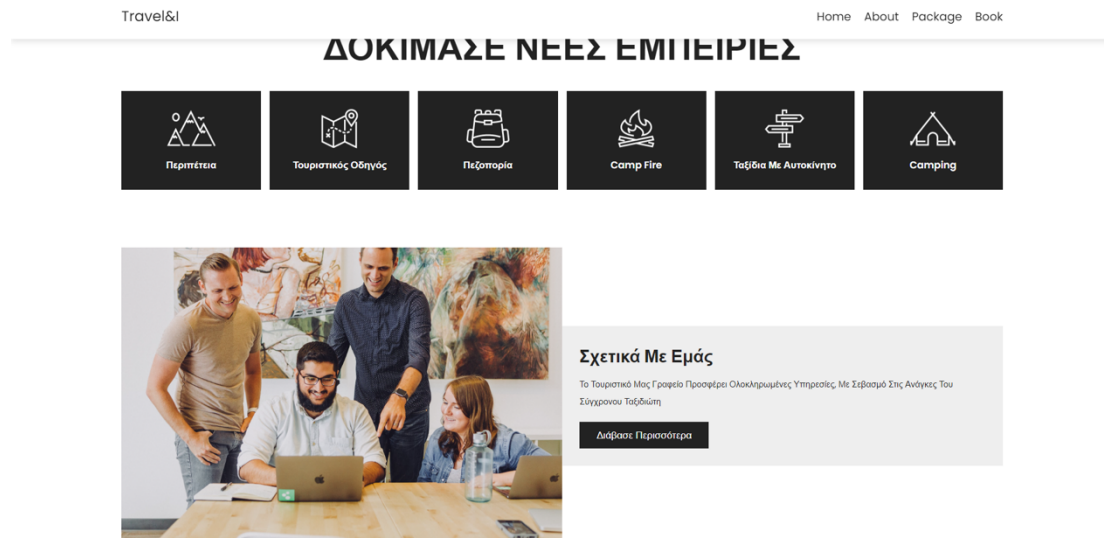 Travel&I
Home About Package Book
ΔΟΚΙΜΑΣΕ ΝΕΕΣ ΕΜΠΕΙΡΙΕΣ
Περιπέτεια
Τουριστικός Οδηγός
Πεζοπορία
Camp Fire
Ταξίδια Με Αυτοκίνητο
Camping
Σχετικά Με Εμάς
Το Τουριστικό Μας Γραφείο Προσφέρει Ολοκληρωμένες Υπηρεσίες, Με Σεβασμό Στις Ανάγκες Του
Σύγχρονου Ταξιδιώτη
Διάβασε Περισσότερα